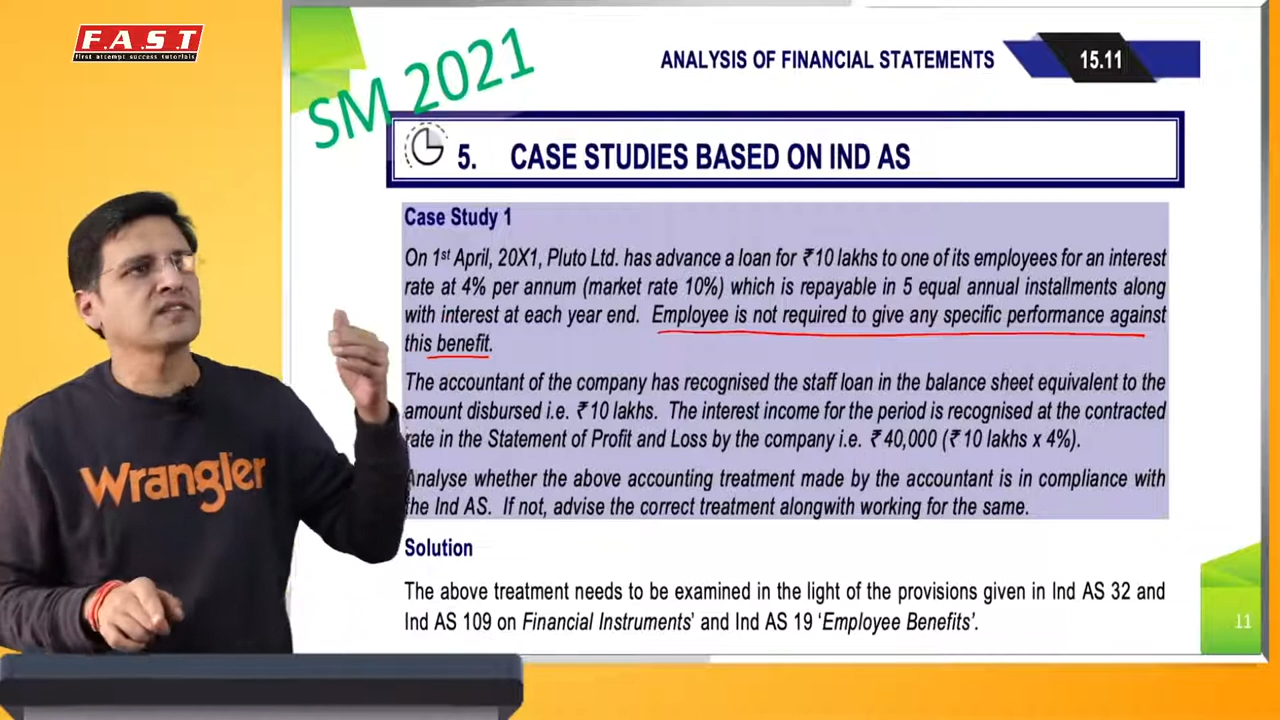 F.A.S.T
first attempt success tutorials
SM 2021
ANALYSIS OF FINANCIAL STATEMENTS
15.11
5. CASE STUDIES BASED ON IND AS
Case Study 1
On 1st April, 20X1, Pluto Ltd. has advance a loan for ₹10 lakhs to one of its employees for an interest
rate at 4% per annum (market rate 10%) which is repayable in 5 equal annual installments along
with interest at each year end. Employee is not required to give any specific performance against
this benefit.
The accountant of the company has recognised the staff loan in the balance sheet equivalent to the
amount disbursed i.e. ₹10 lakhs. The interest income for the period is recognised at the contracted
rate in the Statement of Profit and Loss by the company i.e. ₹40,000 (₹10 lakhs x 4%).
Analyse whether the above accounting treatment made by the accountant is in compliance with
the Ind AS. If not, advise the correct treatment alongwith working for the same.
Solution
The above treatment needs to be examined in the light of the provisions given in Ind AS 32 and
Ind AS 109 on Financial Instruments' and Ind AS 19 'Employee Benefits'.
11
Wrangler